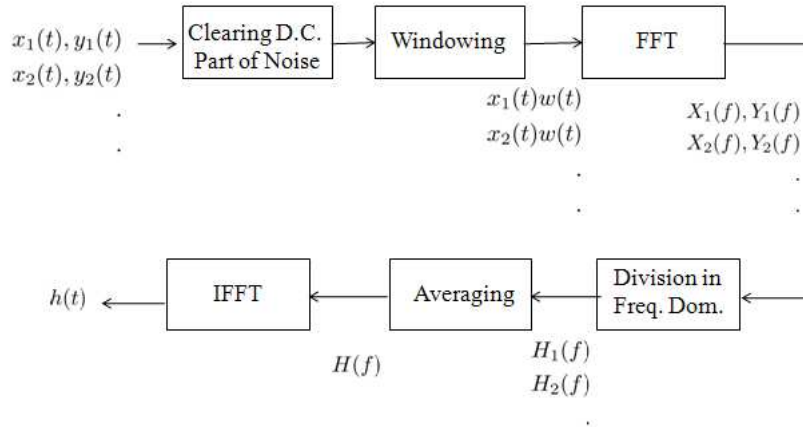 x₁(t), y₁(t)
x₂(t), y₂(t)
.
.
Clearing D.C.
Part of Noise
Windowing
FFT
x₁(t)w(t)
x₂(t)w(t)
.
.
X₁(f), Y₁(f)
X₂(f), Y₂(f)
.
.
h(t)
IFFT
Averaging
Division in
Freq. Dom.
H(f)
H₁(f)
H₂(f)
.